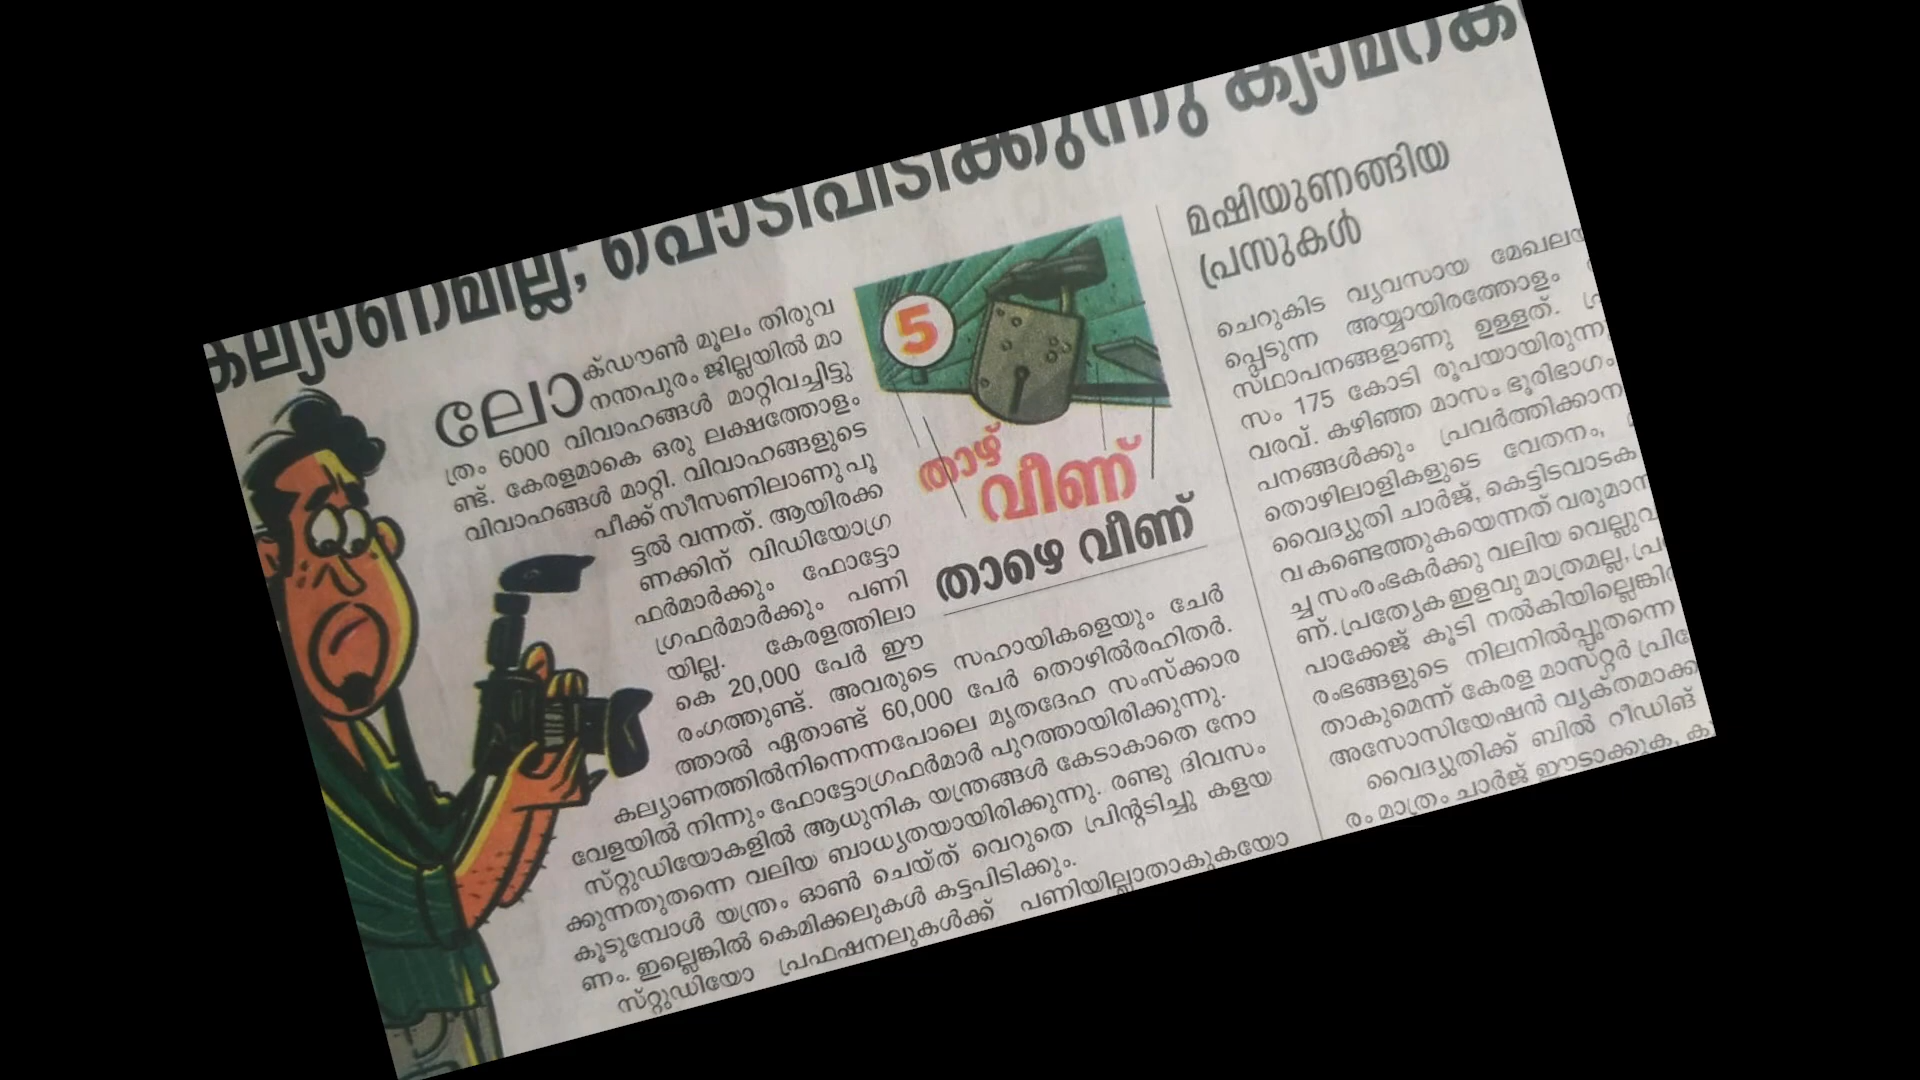 കല്യാണമില്ല; പൊടിപിടിക്കുന്നു ക്യാമറക
ലോക്ഡൗൺ മൂലം തിരുവ
നന്തപുരം ജില്ലയിൽ മാ
ത്രം 6000 വിവാഹങ്ങൾ മാറ്റിവച്ചിട്ടു
ണ്ട്. കേരളമാകെ ഒരു ലക്ഷത്തോളം
വിവാഹങ്ങൾ മാറ്റി. വിവാഹങ്ങളുടെ
പീക്ക് സീസണിലാണു പൂ
ട്ടൽ വന്നത്. ആയിരക്ക
ണക്കിന് വിഡിയോഗ്ര
ഫർമാർക്കും ഫോട്ടോ
ഗ്രഫർമാർക്കും പണി
യില്ല. കേരളത്തിലാ
കെ 20,000 പേർ ഈ
രംഗത്തുണ്ട്. അവരുടെ സഹായികളെയും ചേർ
ത്താൽ ഏതാണ്ട് 60,000 പേർ തൊഴിൽരഹിതർ.
കല്യാണത്തിൽനിന്നെന്നപോലെ മൃതദേഹ സംസ്ക്കാര
വേളയിൽ നിന്നും ഫോട്ടോഗ്രഫർമാർ പുറത്തായിരിക്കുന്നു.
സ്റ്റുഡിയോകളിൽ ആധുനിക യന്ത്രങ്ങൾ കേടാകാതെ നോ
ക്കുന്നതുതന്നെ വലിയ ബാധ്യതയായിരിക്കുന്നു. രണ്ടു ദിവസം
കൂടുമ്പോൾ യന്ത്രം ഓൺ ചെയ്ത് വെറുതെ പ്രിന്റടിച്ചു കളയ
ണം. ഇല്ലെങ്കിൽ കെമിക്കലുകൾ കട്ടപിടിക്കും.
സ്റ്റുഡിയോ പ്രഫഷനലുകൾക്ക് പണിയില്ലാതാകുകയോ
5
താഴ്
വീണ്
താഴെ വീണ്
മഷിയുണങ്ങിയ
പ്രസുകൾ
ചെറുകിട വ്യവസായ മേഖലയ
പ്പെടുന്ന അയ്യായിരത്തോളം
സ്ഥാപനങ്ങളാണു ഉള്ളത്.
സം 175 കോടി രൂപയായിരുന്നു
വരവ്. കഴിഞ്ഞ മാസം ഭൂരിഭാഗം
പനങ്ങൾക്കും പ്രവർത്തിക്കാന
തൊഴിലാളികളുടെ വേതനം,
വൈദ്യുതി ചാർജ്, കെട്ടിടവാടക
വ കണ്ടെത്തുകയെന്നത് വരുമാന
ച്ച സംരംഭകർക്കു വലിയ വെല്ലുവ
ണ്. പ്രത്യേക ഇളവു മാത്രമല്ല, പ്ര
പാക്കേജ് കൂടി നൽകിയില്ലെങ്കി
രംഭങ്ങളുടെ നിലനിൽപ്പുതന്നെ
താകുമെന്ന് കേരള മാസ്റ്റർ പ്രി
അസോസിയേഷൻ വ്യക്തമാക്ക
വൈദ്യുതിക്ക് ബിൽ റീഡിങ്
രം മാത്രം ചാർജ് ഈടാക്കുക, ക